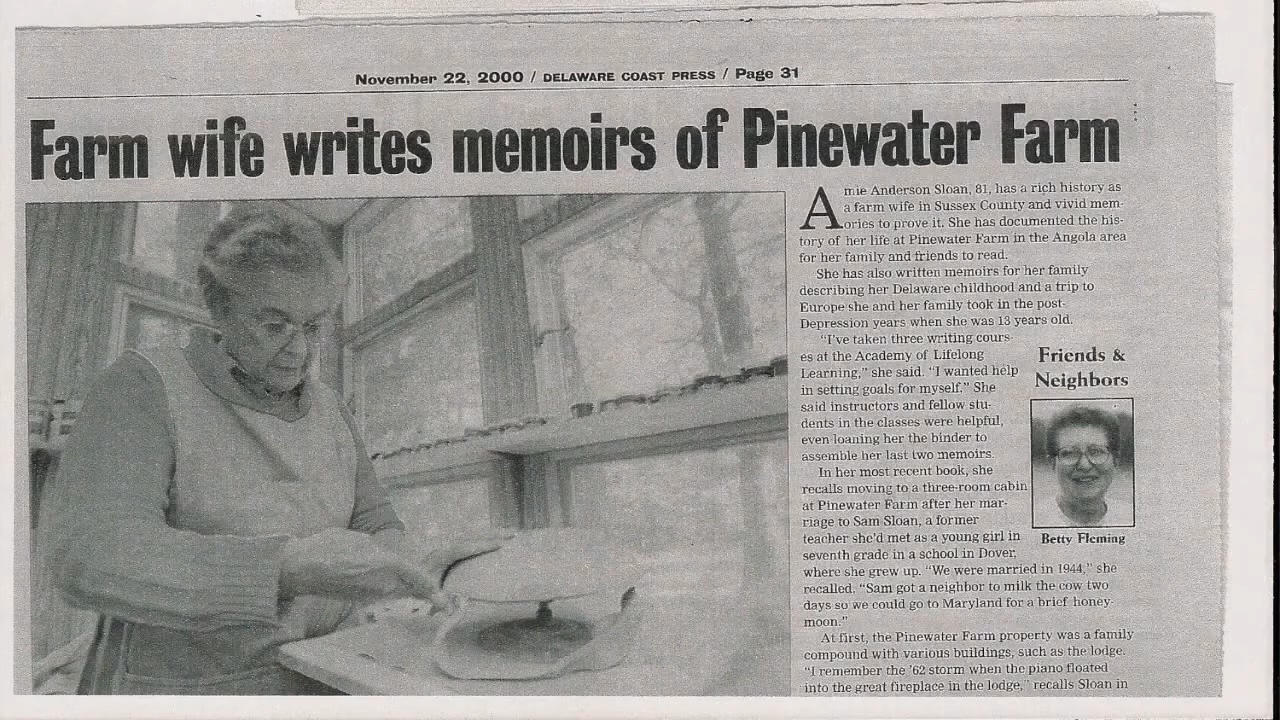 November 22, 2000 / DELAWARE COAST PRESS / Page 31
Farm wife writes memoirs of Pinewater Farm
Amie Anderson Sloan, 81, has a rich history as
a farm wife in Sussex County and vivid mem-
ories to prove it. She has documented the his-
tory of her life at Pinewater Farm in the Angola area
for her family and friends to read.
She has also written memoirs for her family
describing her Delaware childhood and a trip to
Europe she and her family took in the post-
Depression years when she was 13 years old.
"I've taken three writing cours-
es at the Academy of Lifelong
Learning," she said. "I wanted help
in setting goals for myself." She
said instructors and fellow stu-
dents in the classes were helpful,
even loaning her the binder to
assemble her last two memoirs.
In her most recent book, she
recalls moving to a three-room cabin
at Pinewater Farm after her mar-
riage to Sam Sloan, a former
teacher she'd met as a young girl in
seventh grade in a school in Dover,
where she grew up. "We were married in 1944," she
recalled. "Sam got a neighbor to milk the cow two
days so we could go to Maryland for a brief honey-
moon."
At first, the Pinewater Farm property was a family
compound with various buildings, such as the lodge.
"I remember the '62 storm when the piano floated
into the great fireplace in the lodge," recalls Sloan in
Friends &
Neighbors
Betty Fleming